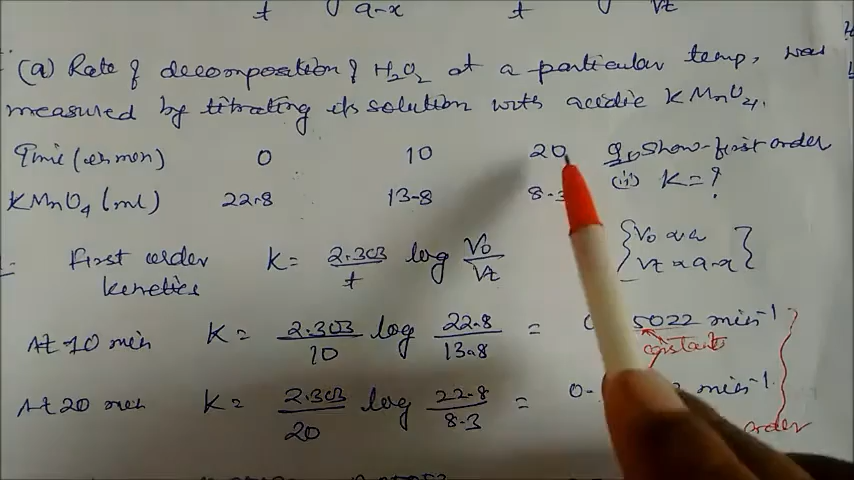 t a-x t Vt
(a) Rate of decomposition of H2O2 at a particular temp. was
measured by titrating its solution with acidic KMnO4.
Time (in min) 0 10 20 Q. (i) Show first order
KMnO4 (ml) 22.8 13.8 8.3 (ii) K = ?
First order kinetics K = 2.303/t log V0/Vt {V0 ∝ a
Vt ∝ a-x}
At 10 min K = 2.303/10 log 22.8/13.8 = 5022 min-1
constant
At 20 min K = 2.303/20 log 22.8/8.3 = 0. min-1
order